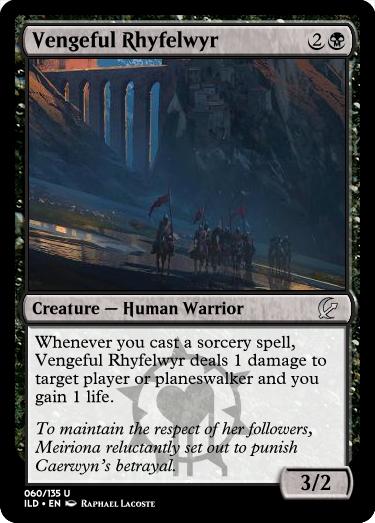 Vengeful Rhyfelwyr 2
Creature — Human Warrior
Whenever you cast a sorcery spell,
Vengeful Rhyfelwyr deals 1 damage to
target player or planeswalker and you
gain 1 life.
To maintain the respect of her followers,
Meiriona reluctantly set out to punish
Caerwyn's betrayal.
3/2
060/135 U
ILD • EN Raphael Lacoste